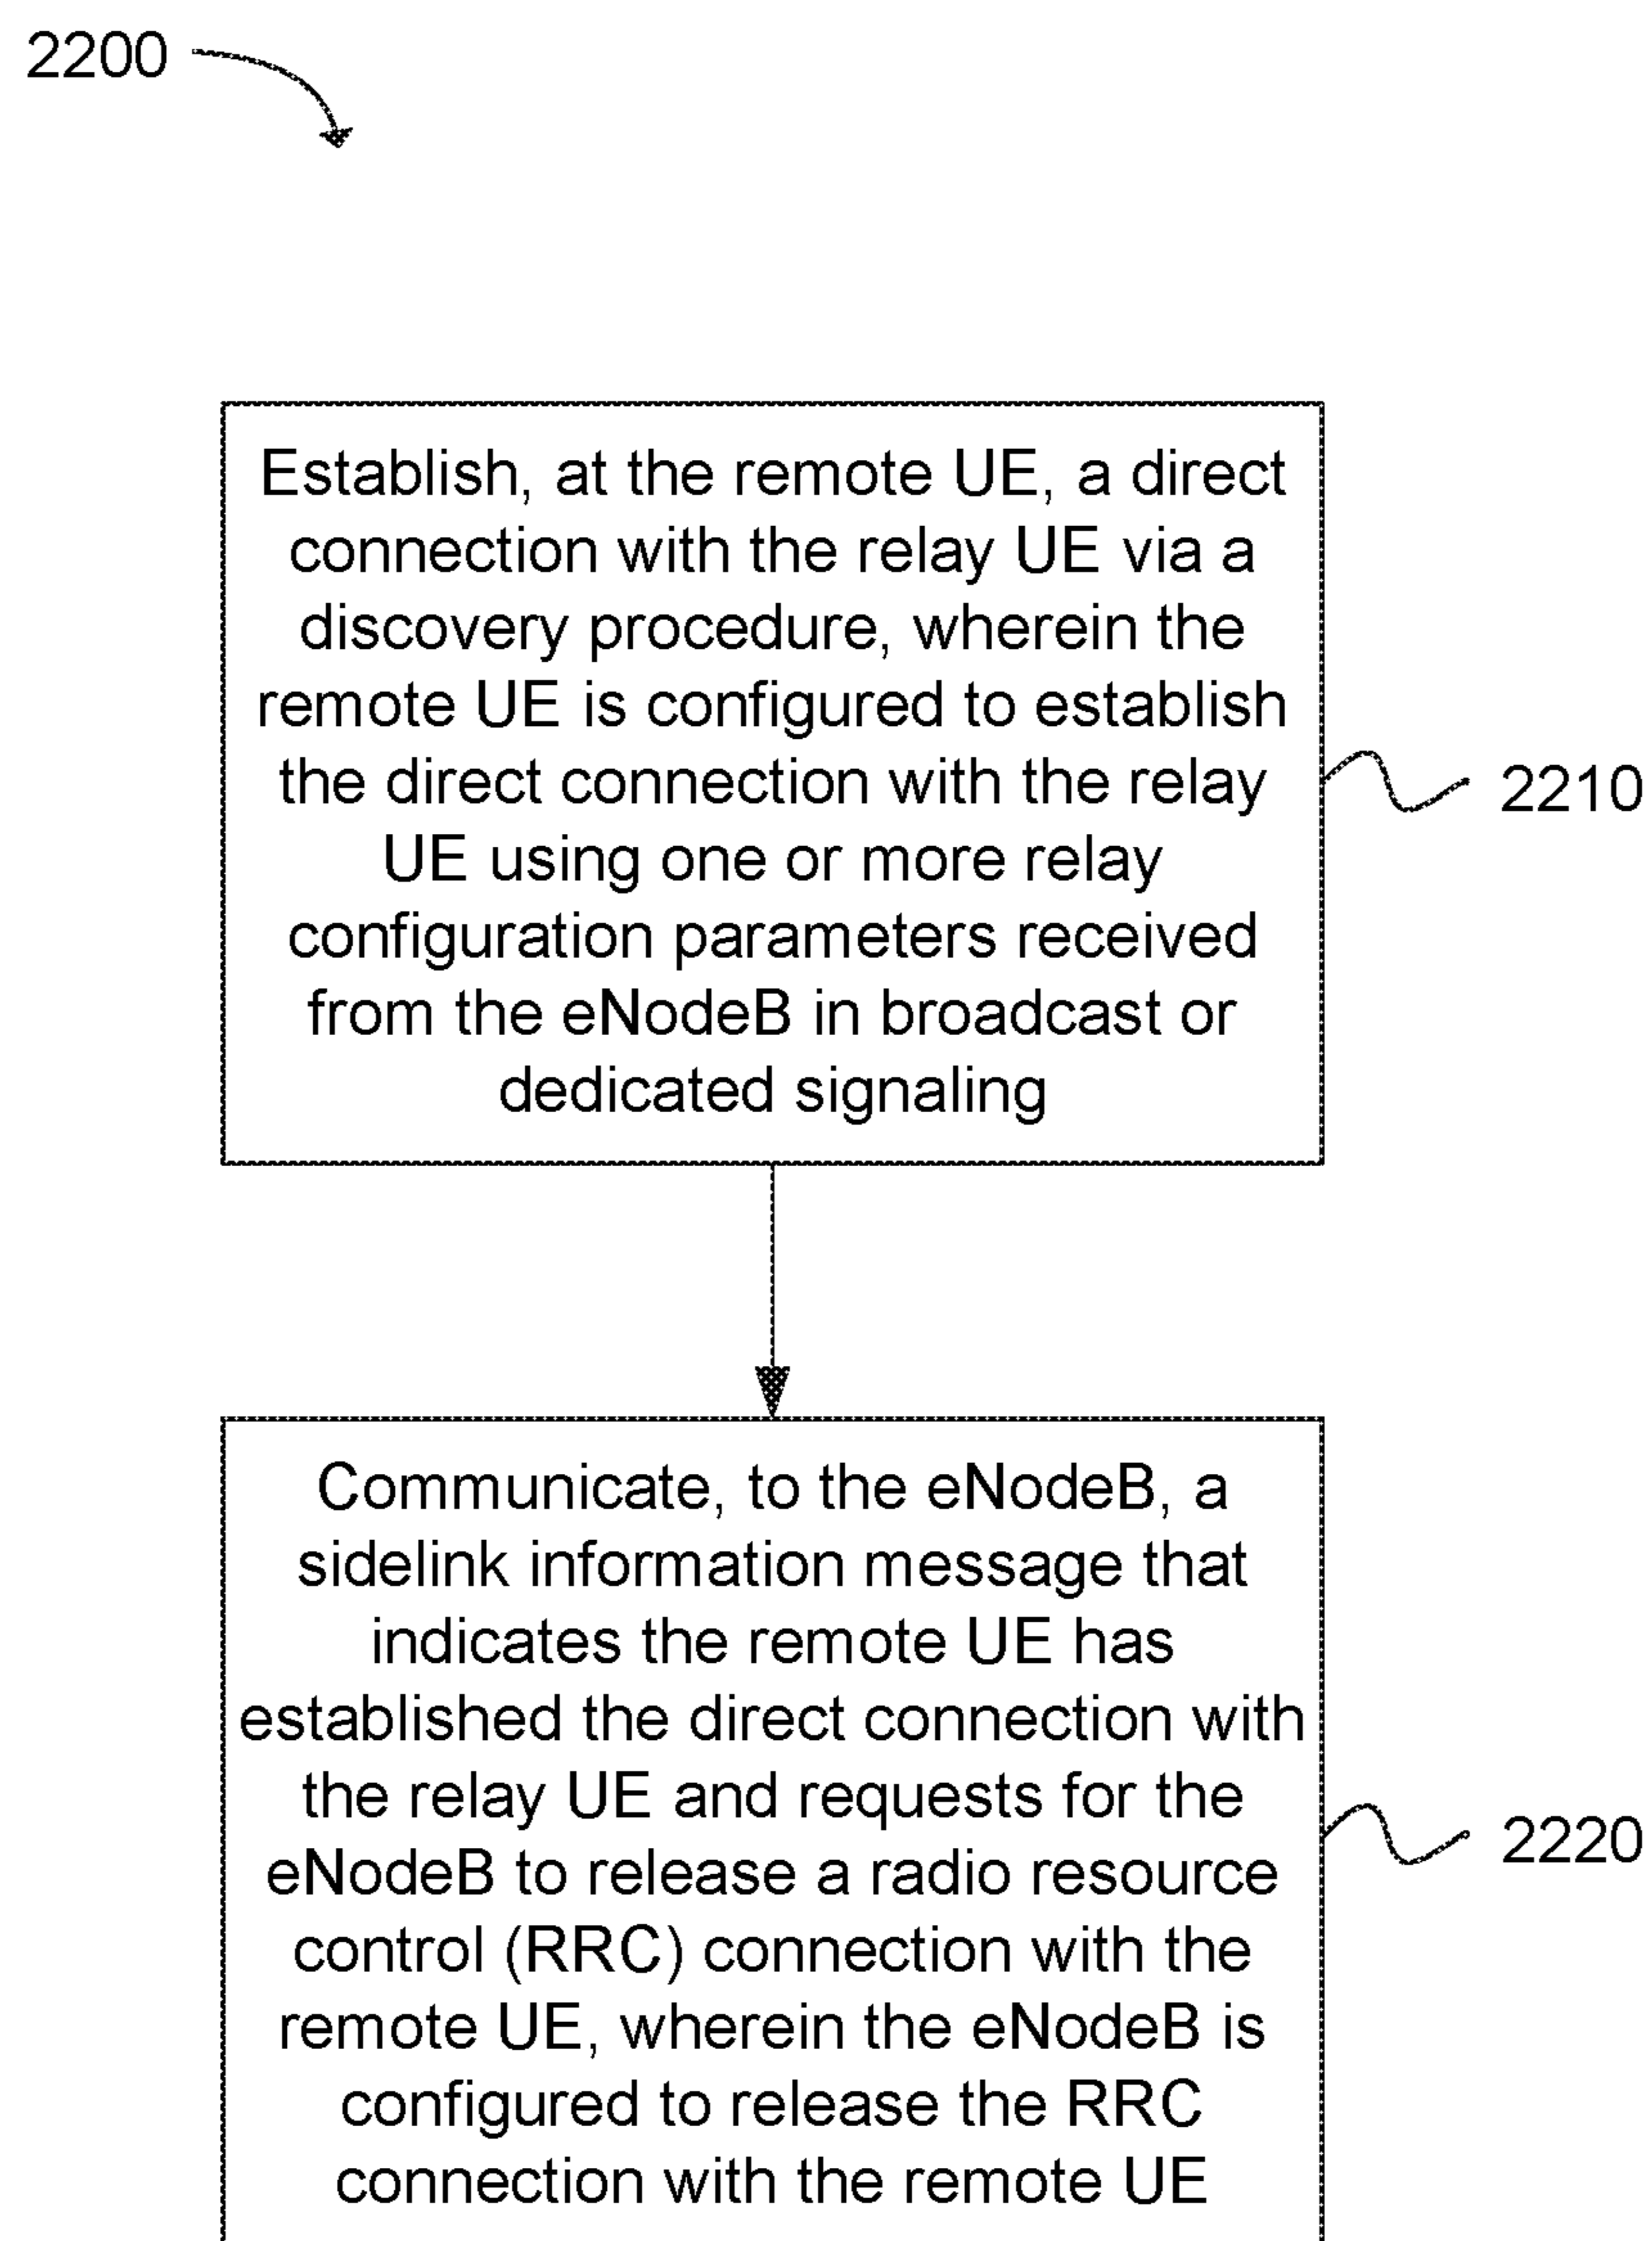 2200
Establish, at the remote UE, a direct
connection with the relay UE via a
discovery procedure, wherein the
remote UE is configured to establish
the direct connection with the relay
UE using one or more relay
configuration parameters received
from the eNodeB in broadcast or
dedicated signaling
2210
Communicate, to the eNodeB, a
sidelink information message that
indicates the remote UE has
established the direct connection with
the relay UE and requests for the
eNodeB to release a radio resource
control (RRC) connection with the
remote UE, wherein the eNodeB is
configured to release the RRC
connection with the remote UE
2220